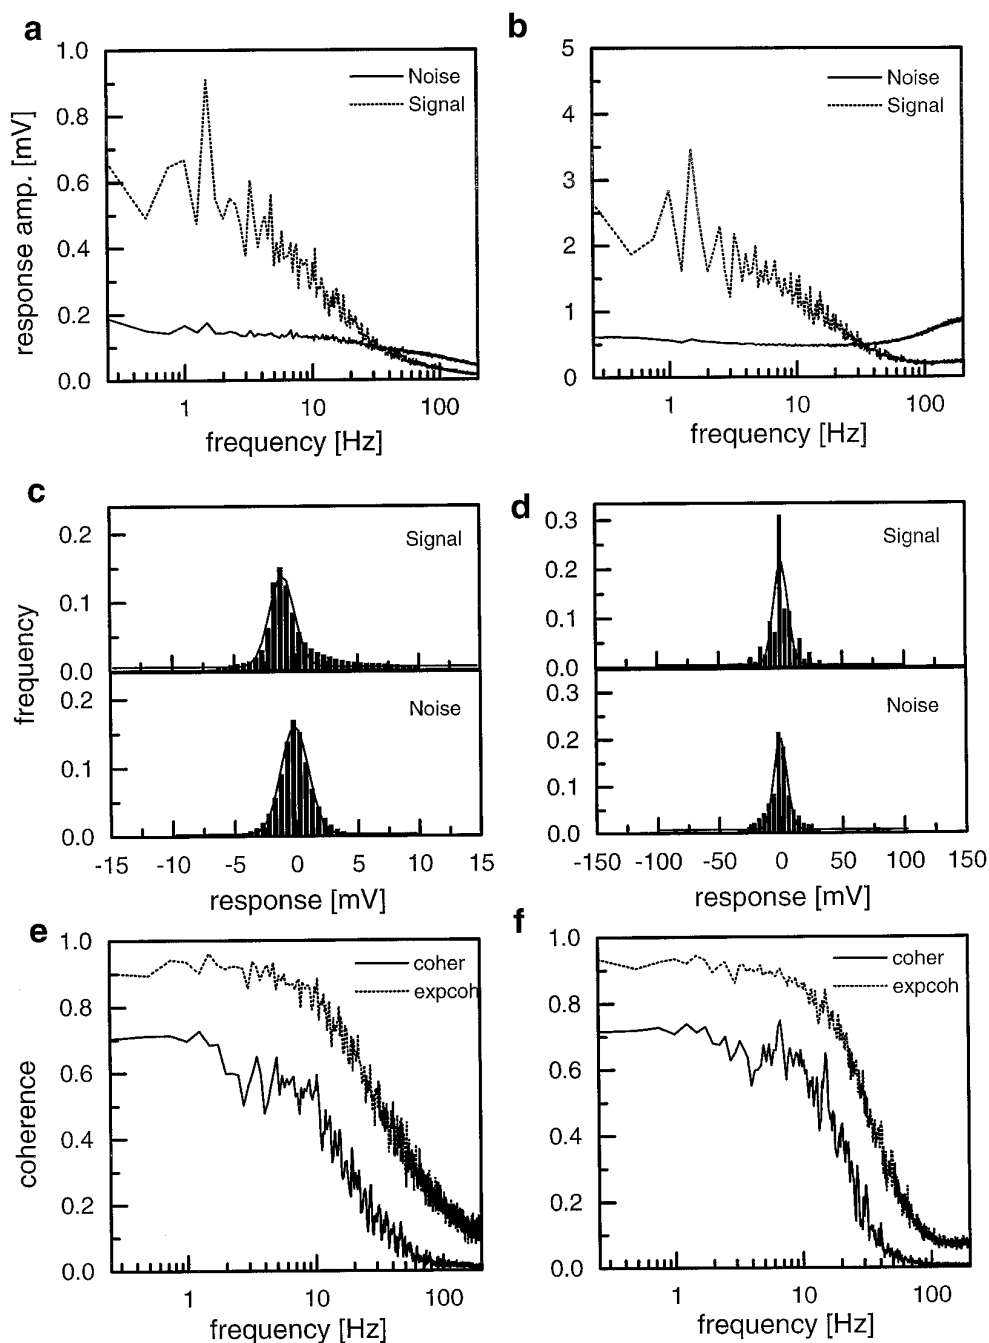 a
1.0
0.8
0.6
0.4
0.2
0.0
response amp. [mV]
Noise
Signal
1 10 100
frequency [Hz]
b
5
4
3
2
1
0
Noise
Signal
1 10 100
frequency [Hz]
c
0.2
0.1
0.0
Signal
frequency
0.2
0.1
0.0
Noise
-15 -10 -5 0 5 10 15
response [mV]
d
0.3
0.2
0.1
0.0
Signal
0.3
0.2
0.1
0.0
Noise
-150 -100 -50 0 50 100 150
response [mV]
e
1.0
0.8
0.6
0.4
0.2
0.0
coherence
coher
expcoh
1 10 100
frequency [Hz]
f
1.0
0.8
0.6
0.4
0.2
0.0
coher
expcoh
1 10 100
frequency [Hz]